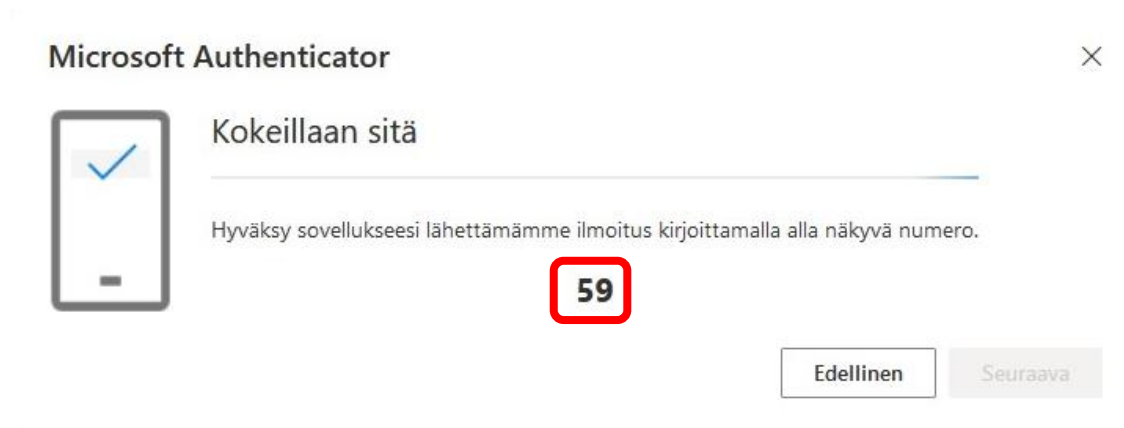 Microsoft Authenticator
Kokeillaan sitä
Hyväksy sovellukseesi lähettämämme ilmoitus kirjoittamalla alla näkyvä numero.
59
Edellinen
Seuraava